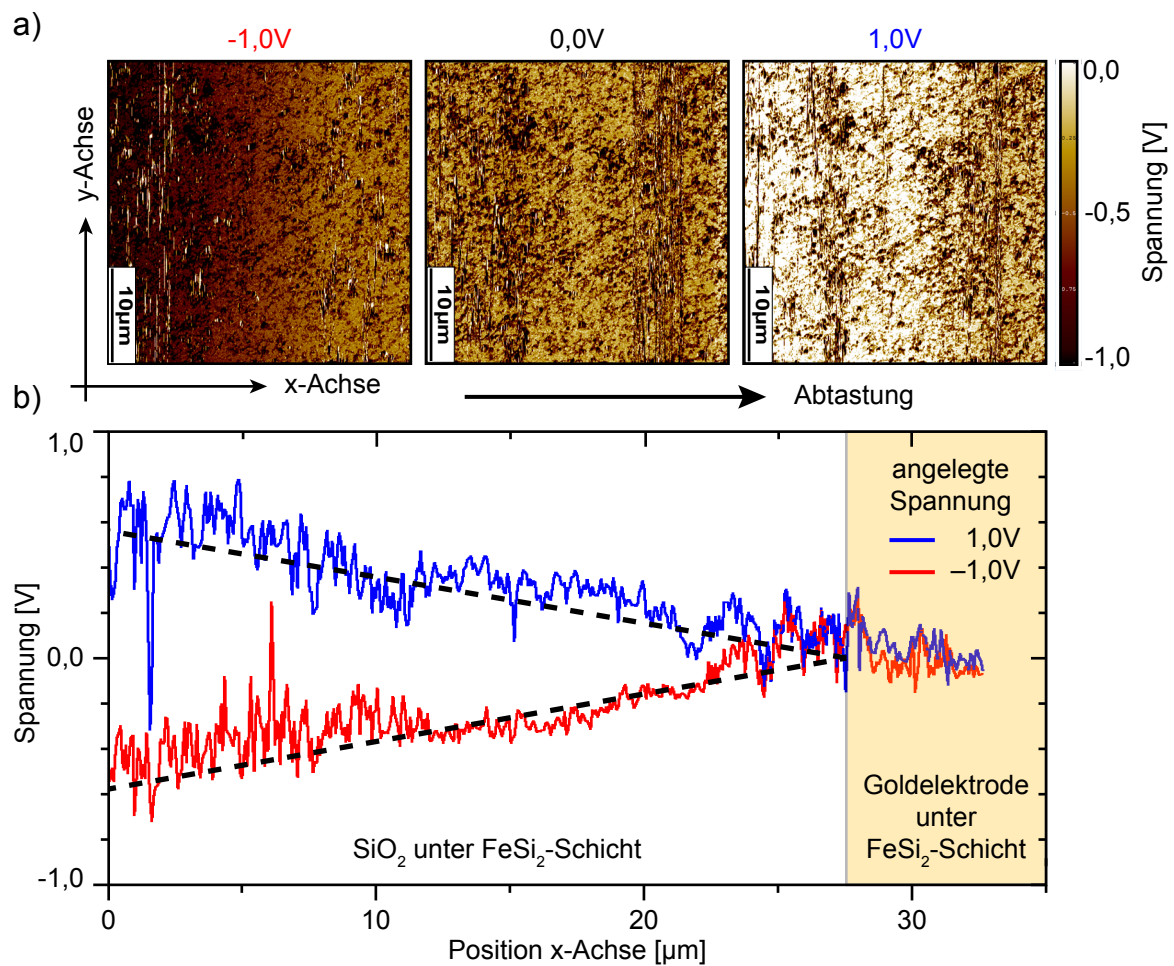 a)
-1,0V
0,0V
1,0V
y-Achse
10µm
10µm
10µm
0,0
-0,5
-1,0
Spannung [V]
x-Achse
Abtastung
b)
1,0
0,0
-1,0
Spannung [V]
angelegte
Spannung
1,0V
–1,0V
SiO₂ unter FeSi₂-Schicht
Goldelektrode
unter
FeSi₂-Schicht
0
10
20
30
Position x-Achse [µm]